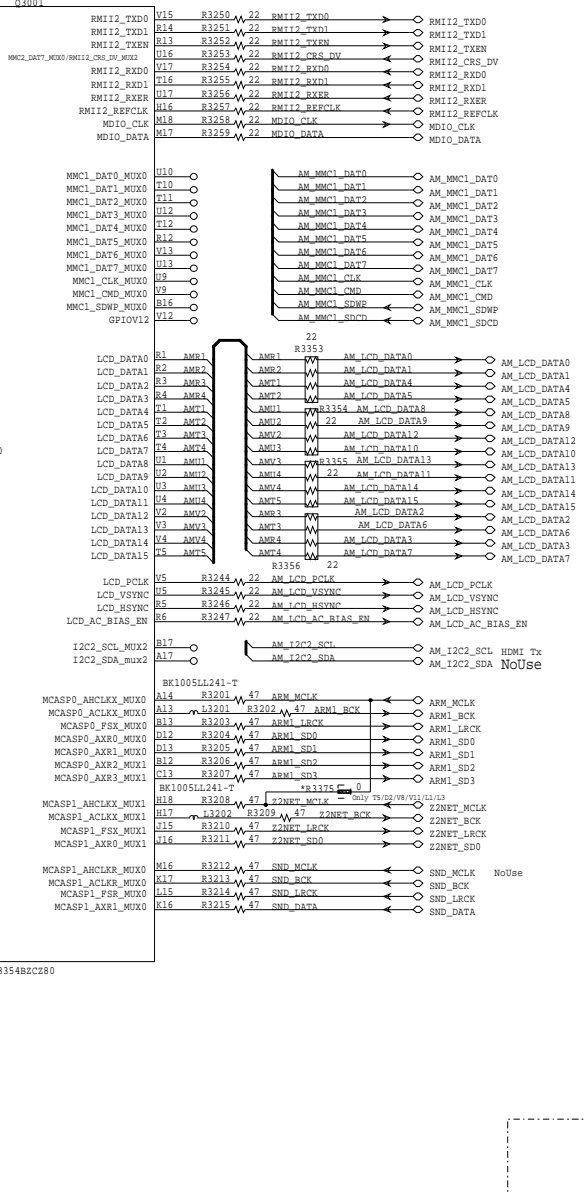 Q3001
RMII2_TXD0 V15 R3250 22 RMII2_TXD0 RMII2_TXD0
RMII2_TXD1 R14 R3251 22 RMII2_TXD1 RMII2_TXD1
RMII2_TXEN R13 R3252 22 RMII2_TXEN RMII2_TXEN
MMC2_DAT7_MUX0/RMII2_CRS_DV_MUX2 U16 R3253 22 RMII2_CRS_DV RMII2_CRS_DV
RMII2_RXD0 V17 R3254 22 RMII2_RXD0 RMII2_RXD0
RMII2_RXD1 T16 R3255 22 RMII2_RXD1 RMII2_RXD1
RMII2_RXER U17 R3256 22 RMII2_RXER RMII2_RXER
RMII2_REFCLK H16 R3257 22 RMII2_REFCLK RMII2_REFCLK
MDIO_CLK M18 R3258 22 MDIO_CLK MDIO_CLK
MDIO_DATA M17 R3259 22 MDIO_DATA MDIO_DATA
MMC1_DAT0_MUX0 U10 AM_MMC1_DAT0 AM_MMC1_DAT0
MMC1_DAT1_MUX0 T10 AM_MMC1_DAT1 AM_MMC1_DAT1
MMC1_DAT2_MUX0 T11 AM_MMC1_DAT2 AM_MMC1_DAT2
MMC1_DAT3_MUX0 U12 AM_MMC1_DAT3 AM_MMC1_DAT3
MMC1_DAT4_MUX0 T12 AM_MMC1_DAT4 AM_MMC1_DAT4
MMC1_DAT5_MUX0 R12 AM_MMC1_DAT5 AM_MMC1_DAT5
MMC1_DAT6_MUX0 V13 AM_MMC1_DAT6 AM_MMC1_DAT6
MMC1_DAT7_MUX0 U13 AM_MMC1_DAT7 AM_MMC1_DAT7
MMC1_CLK_MUX0 U9 AM_MMC1_CLK AM_MMC1_CLK
MMC1_CMD_MUX0 V9 AM_MMC1_CMD AM_MMC1_CMD
MMC1_SDWP_MUX0 B16 AM_MMC1_SDWP AM_MMC1_SDWP
GPIOV12 V12 AM_MMC1_SDCD AM_MMC1_SDCD
22
R3353
LCD_DATA0 R1 AMR1 AMR1 AM_LCD_DATA0 AM_LCD_DATA0
LCD_DATA1 R2 AMR2 AMR2 AM_LCD_DATA1 AM_LCD_DATA1
LCD_DATA2 R3 AMR3 AMT1 AM_LCD_DATA4 AM_LCD_DATA4
LCD_DATA3 R4 AMR4 AMT2 AM_LCD_DATA5 AM_LCD_DATA5
LCD_DATA4 T1 AMT1 AMU1 R3354 AM_LCD_DATA8 AM_LCD_DATA8
LCD_DATA5 T2 AMT2 AMU2 22 AM_LCD_DATA9 AM_LCD_DATA9
LCD_DATA6 T3 AMT3 AMV2 AM_LCD_DATA12 AM_LCD_DATA12
LCD_DATA7 T4 AMT4 AMU3 AM_LCD_DATA10 AM_LCD_DATA10
LCD_DATA8 U1 AMU1 AMV3 R3355 AM_LCD_DATA13 AM_LCD_DATA13
LCD_DATA9 U2 AMU2 AMU4 22 AM_LCD_DATA11 AM_LCD_DATA11
LCD_DATA10 U3 AMU3 AMV4 AM_LCD_DATA14 AM_LCD_DATA14
LCD_DATA11 U4 AMU4 AMT5 AM_LCD_DATA15 AM_LCD_DATA15
LCD_DATA12 V2 AMV2 AMR3 AM_LCD_DATA2 AM_LCD_DATA2
LCD_DATA13 V3 AMV3 AMT3 AM_LCD_DATA6 AM_LCD_DATA6
LCD_DATA14 V4 AMV4 AMR4 AM_LCD_DATA3 AM_LCD_DATA3
LCD_DATA15 T5 AMT5 AMT4 AM_LCD_DATA7 AM_LCD_DATA7
R3356 22
LCD_PCLK V5 R3244 22 AM_LCD_PCLK AM_LCD_PCLK
LCD_VSYNC U5 R3245 22 AM_LCD_VSYNC AM_LCD_VSYNC
LCD_HSYNC R5 R3246 22 AM_LCD_HSYNC AM_LCD_HSYNC
LCD_AC_BIAS_EN R6 R3247 22 AM_LCD_AC_BIAS_EN AM_LCD_AC_BIAS_EN
I2C2_SCL_MUX2 B17 AM_I2C2_SCL AM_I2C2_SCL HDMI Tx
I2C2_SDA_mux2 A17 AM_I2C2_SDA AM_I2C2_SDA NoUse
BK1005LL241-T
MCASP0_AHCLKX_MUX0 A14 R3201 47 ARM_MCLK ARM_MCLK
MCASP0_ACLKX_MUX0 A13 L3201 R3202 47 ARM1_BCK ARM1_BCK
MCASP0_FSX_MUX0 B13 R3203 47 ARM1_LRCK ARM1_LRCK
MCASP0_AXR0_MUX0 D12 R3204 47 ARM1_SD0 ARM1_SD0
MCASP0_AXR1_MUX0 D13 R3205 47 ARM1_SD1 ARM1_SD1
MCASP0_AXR2_MUX1 B12 R3206 47 ARM1_SD2 ARM1_SD2
MCASP0_AXR3_MUX1 C13 R3207 47 ARM1_SD3 ARM1_SD3
BK1005LL241-T *R3375 0
Only T5/D2/V8/V11/L1/L3
MCASP1_AHCLKX_MUX1 H18 R3208 47 Z2NET_MCLK Z2NET_MCLK
MCASP1_ACLKX_MUX1 H17 L3202 R3209 47 Z2NET_BCK Z2NET_BCK
MCASP1_FSX_MUX1 J15 R3210 47 Z2NET_LRCK Z2NET_LRCK
MCASP1_AXR0_MUX1 J16 R3211 47 Z2NET_SD0 Z2NET_SD0
MCASP1_AHCLKR_MUX0 M16 R3212 47 SND_MCLK SND_MCLK NoUse
MCASP1_ACLKR_MUX0 K17 R3213 47 SND_BCK SND_BCK
MCASP1_FSR_MUX0 L15 R3214 47 SND_LRCK SND_LRCK
MCASP1_AXR1_MUX0 K16 R3215 47 SND_DATA SND_DATA
3354BZCZ80